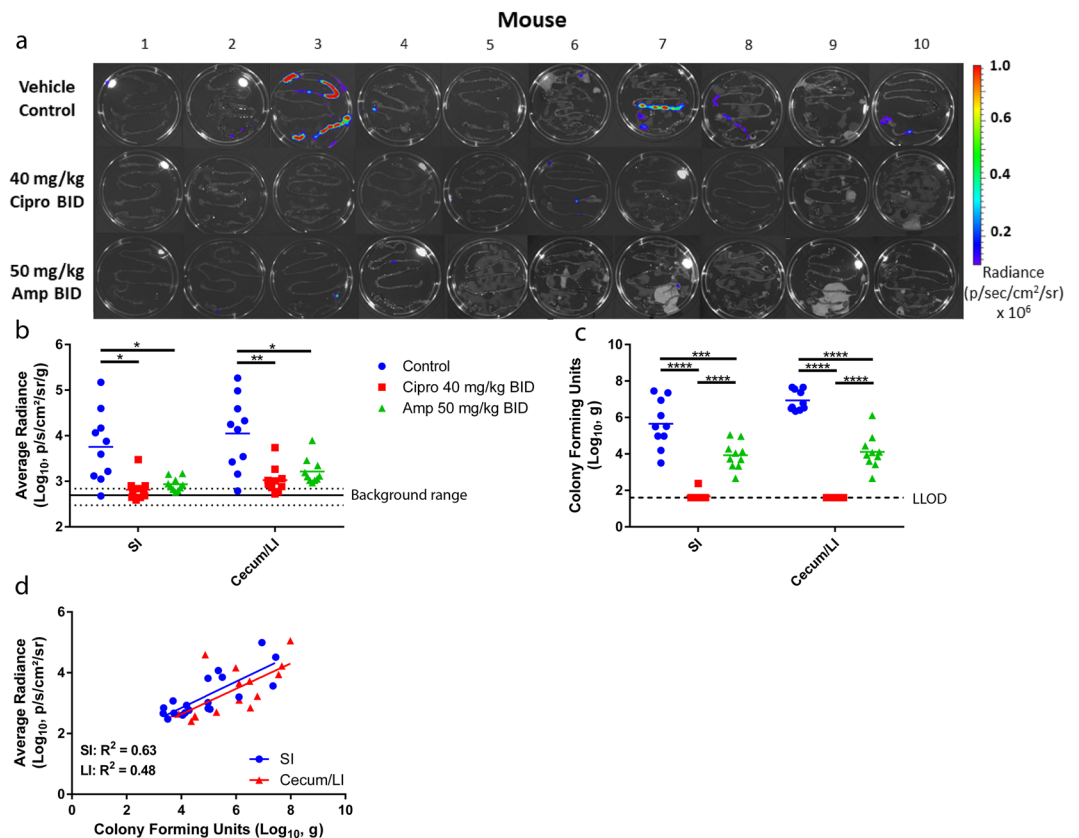 Mouse
a
1 2 3 4 5 6 7 8 9 10
Vehicle
Control
40 mg/kg
Cipro BID
50 mg/kg
Amp BID
1.0
0.8
0.6
0.4
0.2
Radiance
(p/sec/cm²/sr)
x 10⁶
b
Average Radiance
(Log₁₀, p/s/cm²/sr/g)
6
5
4
3
2
*
*
**
*
Control
Cipro 40 mg/kg BID
Amp 50 mg/kg BID
Background range
SI
Cecum/LI
c
Colony Forming Units
(Log₁₀, g)
10
8
6
4
2
0
***
****
****
****
****
****
LLOD
SI
Cecum/LI
d
Average Radiance
(Log₁₀, p/s/cm²/sr)
6
4
2
0
SI: R² = 0.63
LI: R² = 0.48
SI
Cecum/LI
0 2 4 6 8 10
Colony Forming Units (Log₁₀, g)